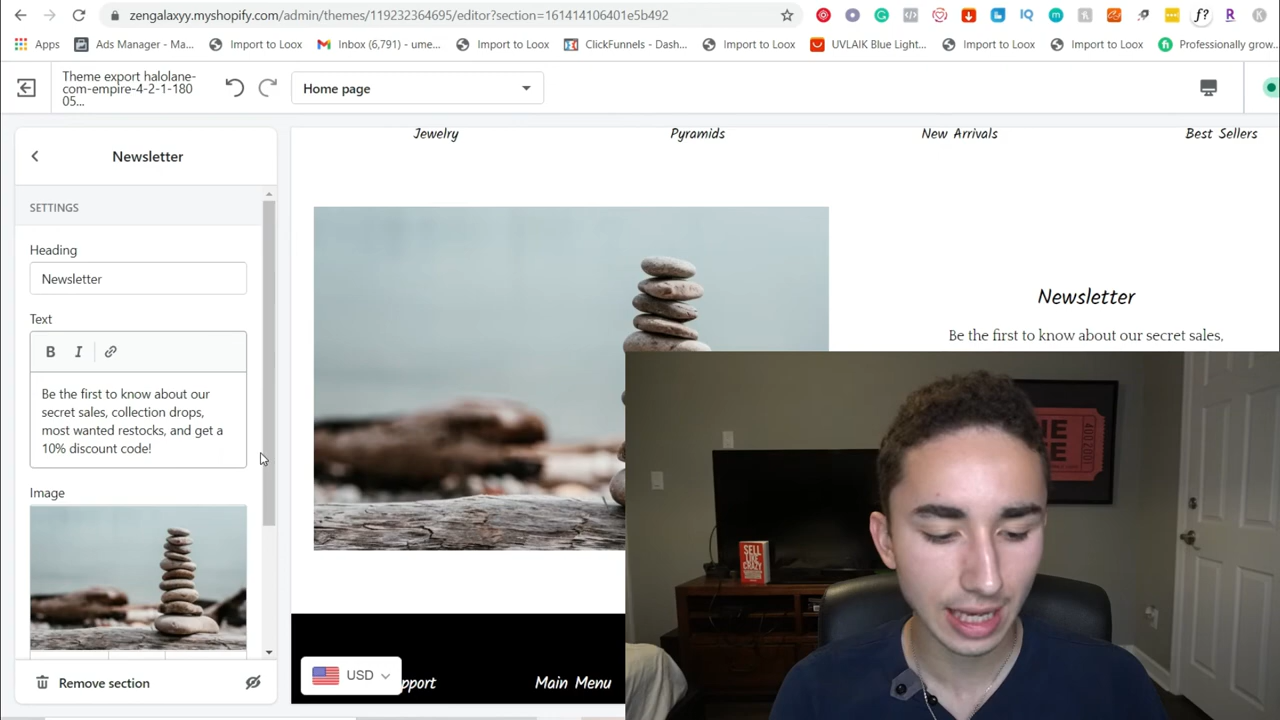 zengalaxyy.myshopify.com/admin/themes/119232364695/editor?section=161414106401e5b492
Apps
Ads Manager - Ma...
Import to Loox
Inbox (6,791) - ume...
Import to Loox
ClickFunnels - Dash...
Import to Loox
UVLAIK Blue Light...
Import to Loox
Import to Loox
Professionally grow...
Theme export halolane-
com-empire-4-2-1-180
05...
Home page
Newsletter
SETTINGS
Heading
Newsletter
Text
B I
Be the first to know about our
secret sales, collection drops,
most wanted restocks, and get a
10% discount code!
Image
Remove section
Jewelry
Pyramids
New Arrivals
Best Sellers
Newsletter
Be the first to know about our secret sales,
USD
pport
Main Menu
SELL
LIKE
CRAZY